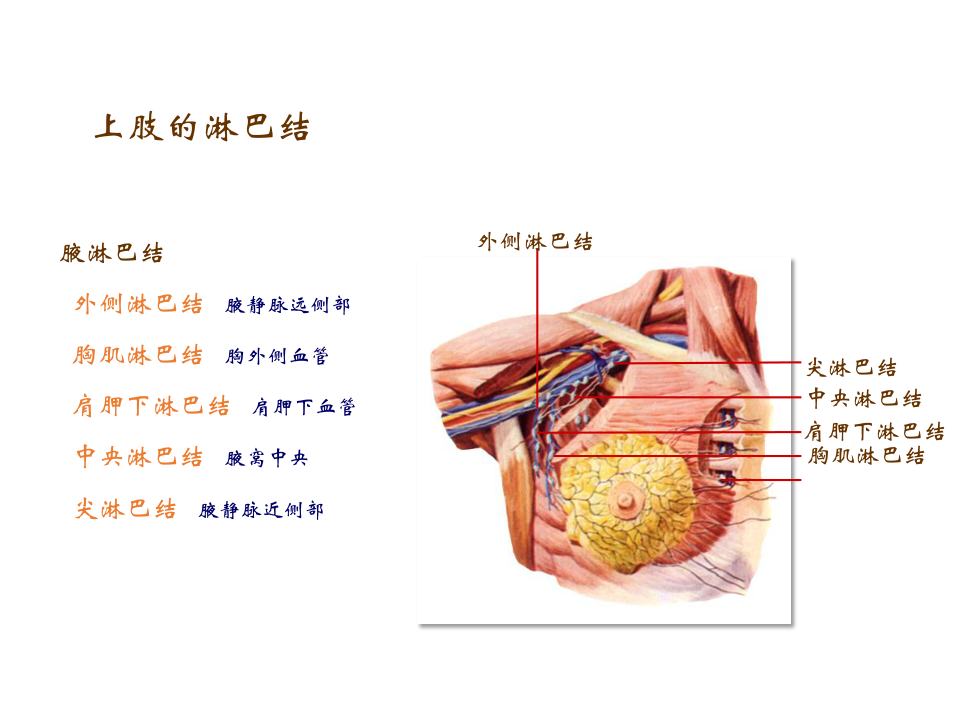 上肢的淋巴结
腋淋巴结
外侧淋巴结 腋静脉远侧部
胸肌淋巴结 胸外侧血管
肩胛下淋巴结 肩胛下血管
中央淋巴结 腋窝中央
尖淋巴结 腋静脉近侧部
外侧淋巴结
尖淋巴结
中央淋巴结
肩胛下淋巴结
胸肌淋巴结